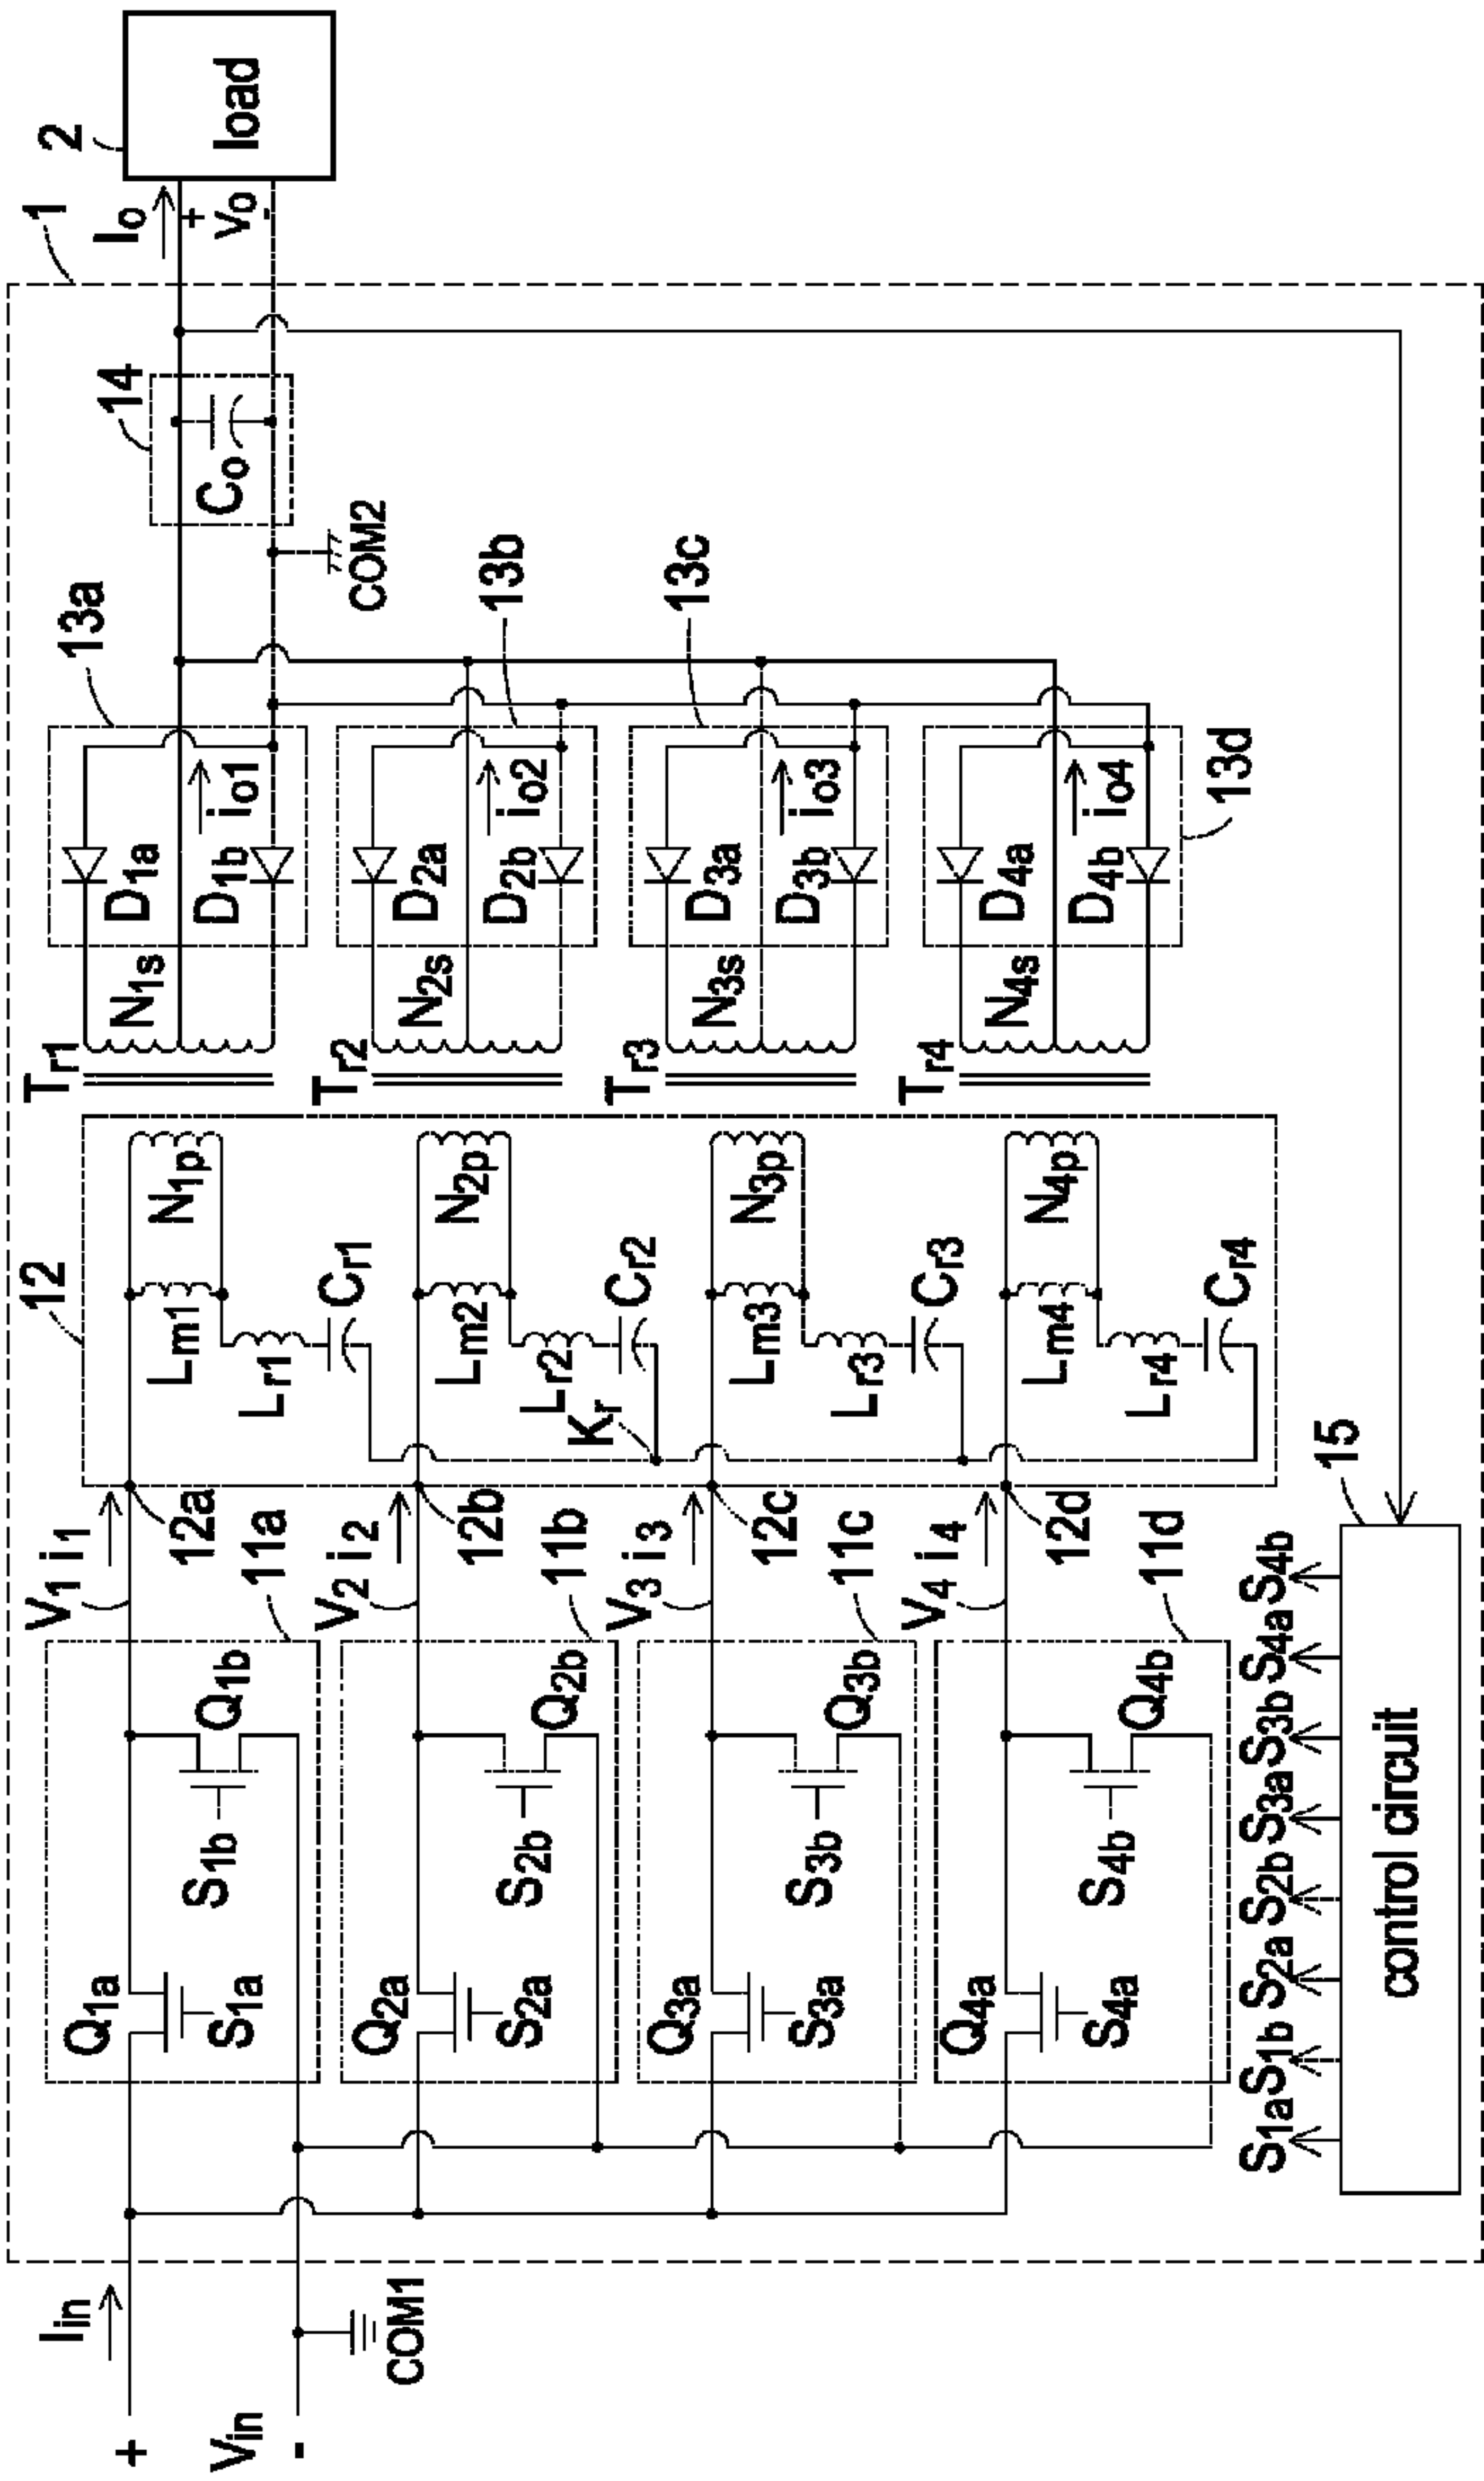 1
2
load
Io
+
Vo
-
14
Co
COM2
13a
Tr1
N1s
D1a
D1b
io1
13b
Tr2
N2s
D2a
D2b
io2
13c
Tr3
N3s
D3a
D3b
io3
13d
Tr4
N4s
D4a
D4b
io4
12
N1p
Lm1
Lr1
Cr1
N2p
Lm2
Lr2
Cr2
Kr
N3p
Lm3
Lr3
Cr3
N4p
Lm4
Lr4
Cr4
V1 i1
12a
11a
Q1a
S1a
Q1b
S1b
V2 i2
12b
11b
Q2a
S2a
Q2b
S2b
V3 i3
12c
11c
Q3a
S3a
Q3b
S3b
V4 i4
12d
11d
Q4a
S4a
Q4b
S4b
Iin
+
Vin
-
COM1
S1a S1b S2a S2b S3a S3b S4a S4b
15
control circuit